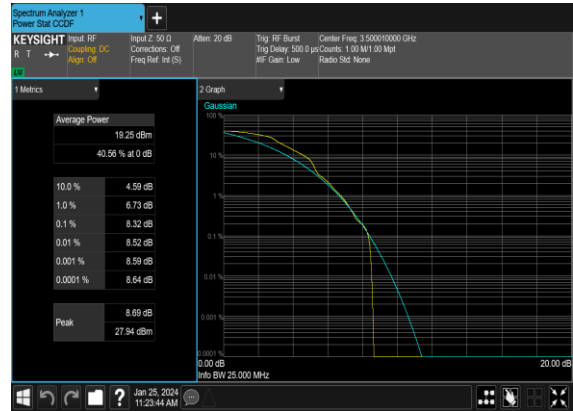 Spectrum Analyzer 1
Power Stat CCDF
KEYSIGHT
R T
LXI
Input: RF
Coupling: DC
Align: Off
Input Z: 50 Ω
Corrections: Off
Freq Ref: Int (S)
Atten: 20 dB
Trig: RF Burst
Trig Delay: 500.0 µs
#IF Gain: Low
Center Freq: 3.500010000 GHz
Counts: 1.00 M/1.00 Mpt
Radio Std: None
1 Metrics
Average Power
19.25 dBm
40.56 % at 0 dB
10.0 % 4.59 dB
1.0 % 6.73 dB
0.1 % 8.32 dB
0.01 % 8.52 dB
0.001 % 8.59 dB
0.0001 % 8.64 dB
Peak
8.69 dB
27.94 dBm
2 Graph
Gaussian
100 %
10 %
1 %
0.1 %
0.01 %
0.001 %
0.0001 %
0.00 dB
20.00 dB
Info BW 25.000 MHz
?
Jan 25, 2024
11:23:44 AM